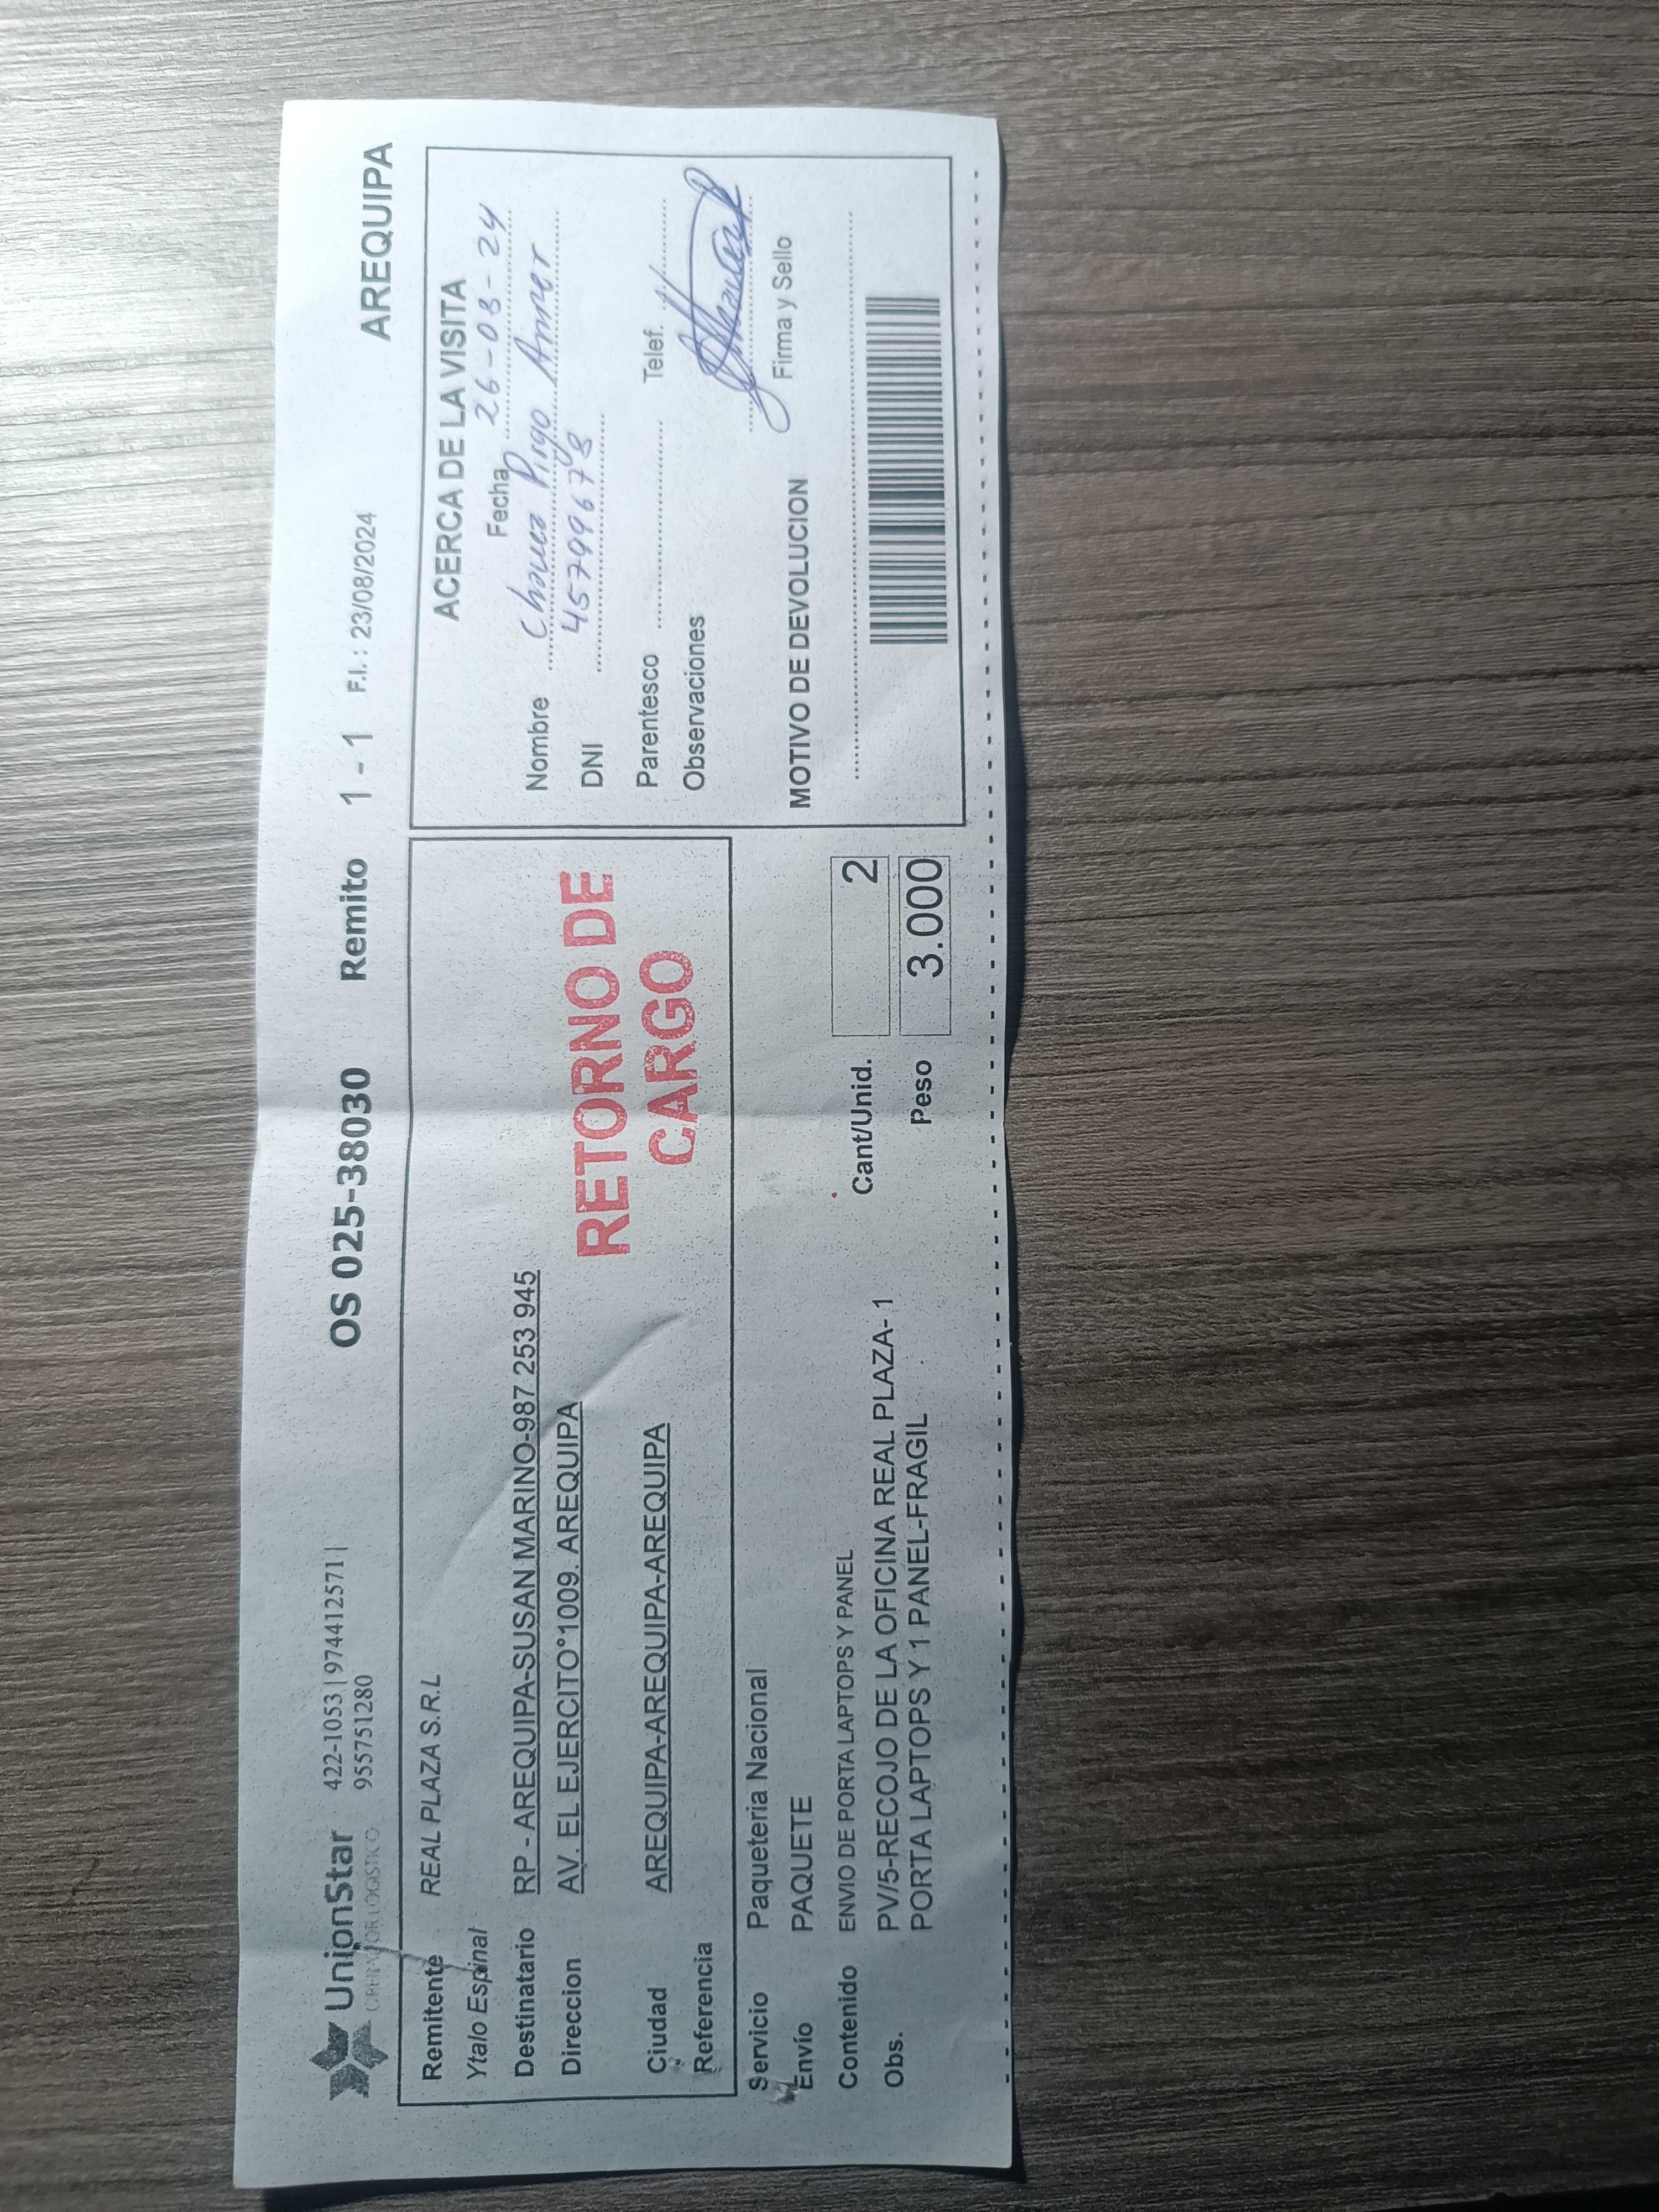 UnionStar 422-1053 | 974412571 | OS 025-38030 Remito 1 - 1 F.I. : 23/08/2024 AREQUIPA
OPERADOR LOGISTICO 955751280
Remitente REAL PLAZA S.R.L
Ytalo Espinal
Destinatario RP - AREQUIPA-SUSAN MARINO-987 253 945
Direccion AV. EL EJERCITO°1009. AREQUIPA
Ciudad AREQUIPA-AREQUIPA-AREQUIPA
Referencia
RETORNO DE
CARGO
Servicio Paqueteria Nacional
Envío PAQUETE
Contenido ENVIO DE PORTA LAPTOPS Y PANEL
Obs. PV/5-RECOJO DE LA OFICINA REAL PLAZA- 1
PORTA LAPTOPS Y 1 PANEL-FRAGIL
Cant/Unid. 2
Peso 3.000
ACERCA DE LA VISITA
Fecha 26-08-24
Nombre
DNI 45799678
Parentesco Telef.
Observaciones
Firma y Sello
MOTIVO DE DEVOLUCION